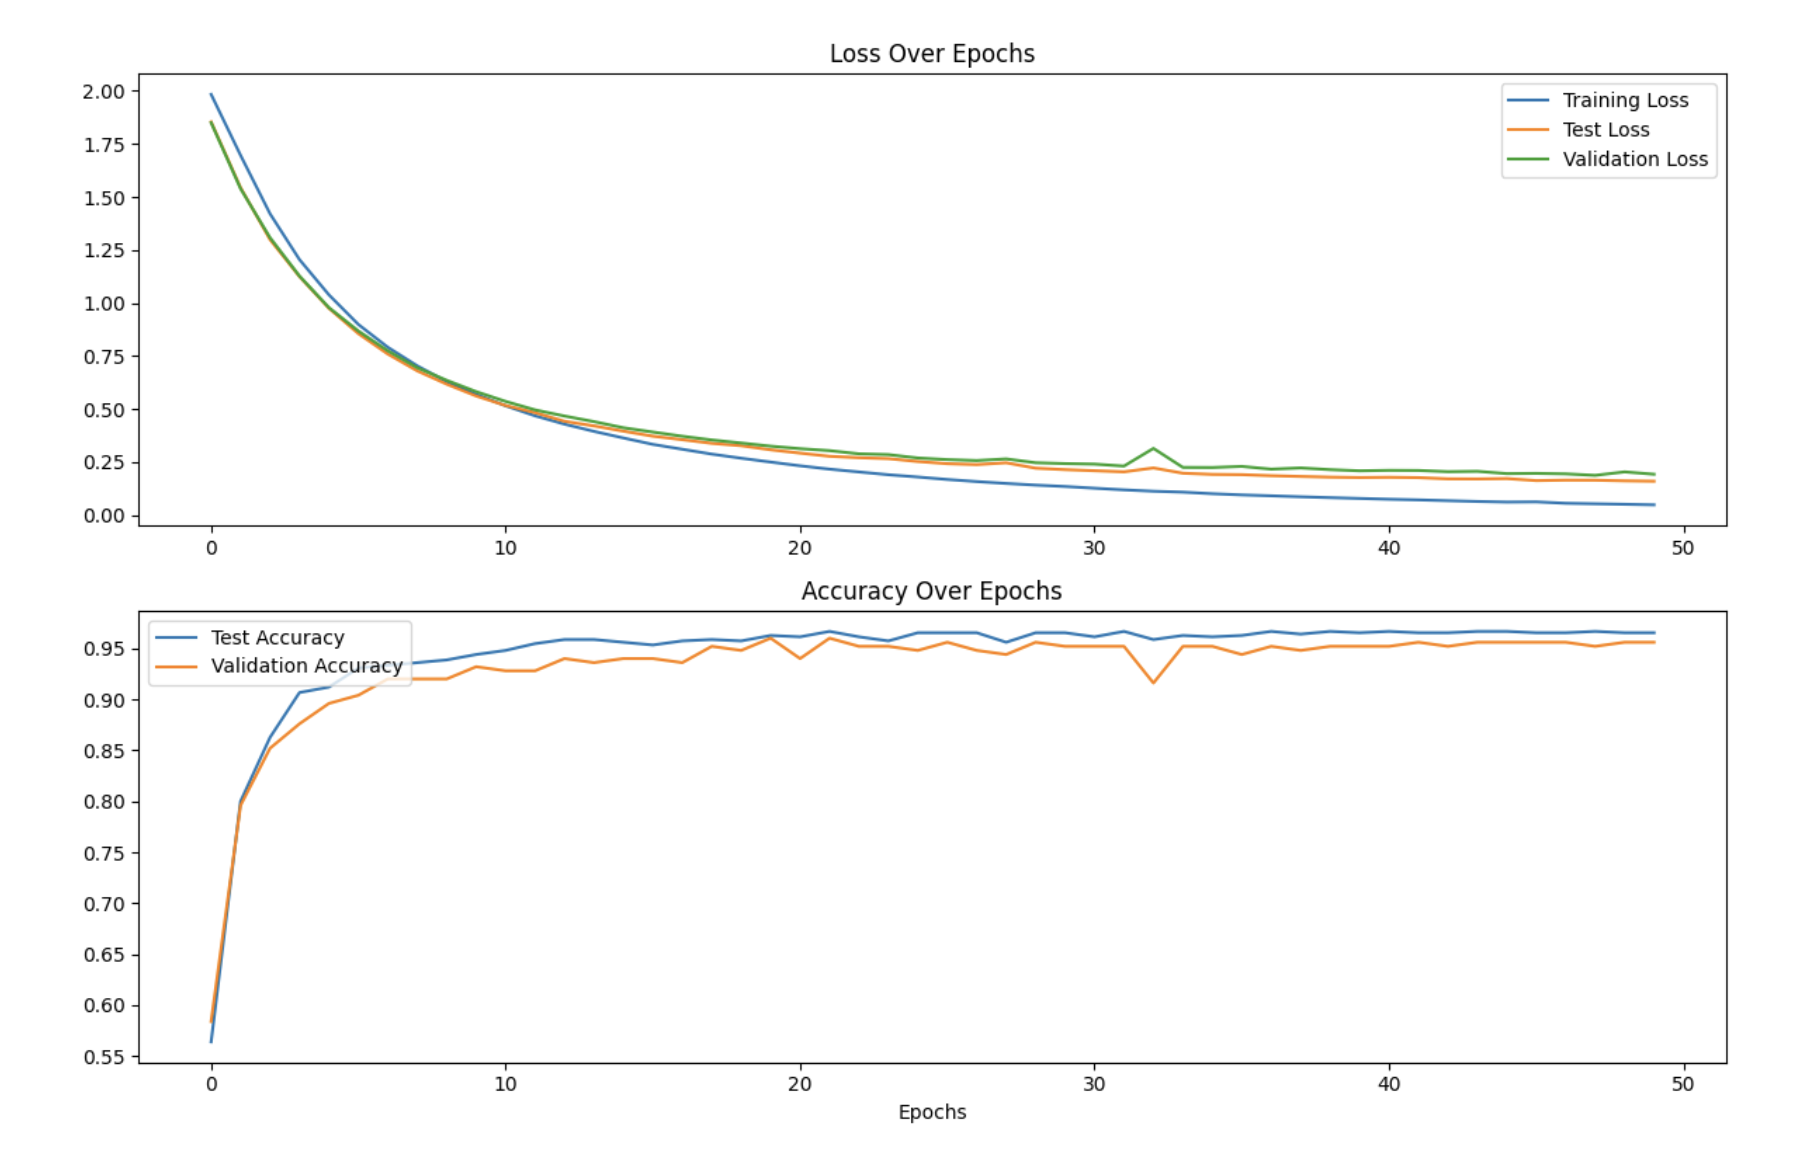 Loss Over Epochs
2.00
1.75
1.50
1.25
1.00
0.75
0.50
0.25
0.00
Training Loss
Test Loss
Validation Loss
0 10 20 30 40 50
Accuracy Over Epochs
Test Accuracy
Validation Accuracy
0.95
0.90
0.85
0.80
0.75
0.70
0.65
0.60
0.55
0 10 20 30 40 50
Epochs